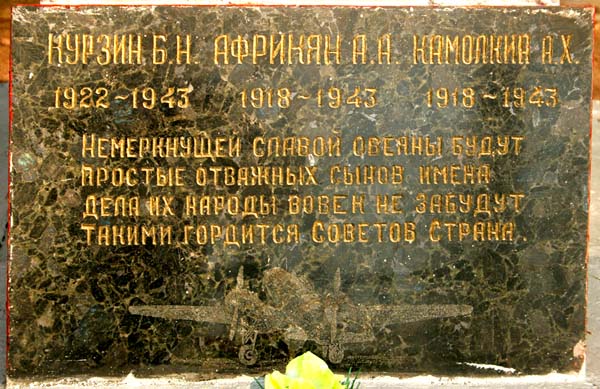 КУРЗИН Б.Н. АФРИКЯН А.А. КАМОЛКИН А.Х.
1922~1943 1918~1943 1918~1943
НЕМЕРКНУЩЕЙ СЛАВОЙ ОВЕЯНЫ БУДУТ
ПРОСТЫЕ ОТВАЖНЫХ СЫНОВ ИМЕНА
ДЕЛА ИХ НАРОДЫ ВОВЕК НЕ ЗАБУДУТ
ТАКИМИ ГОРДИТСЯ СОВЕТОВ СТРАНА.